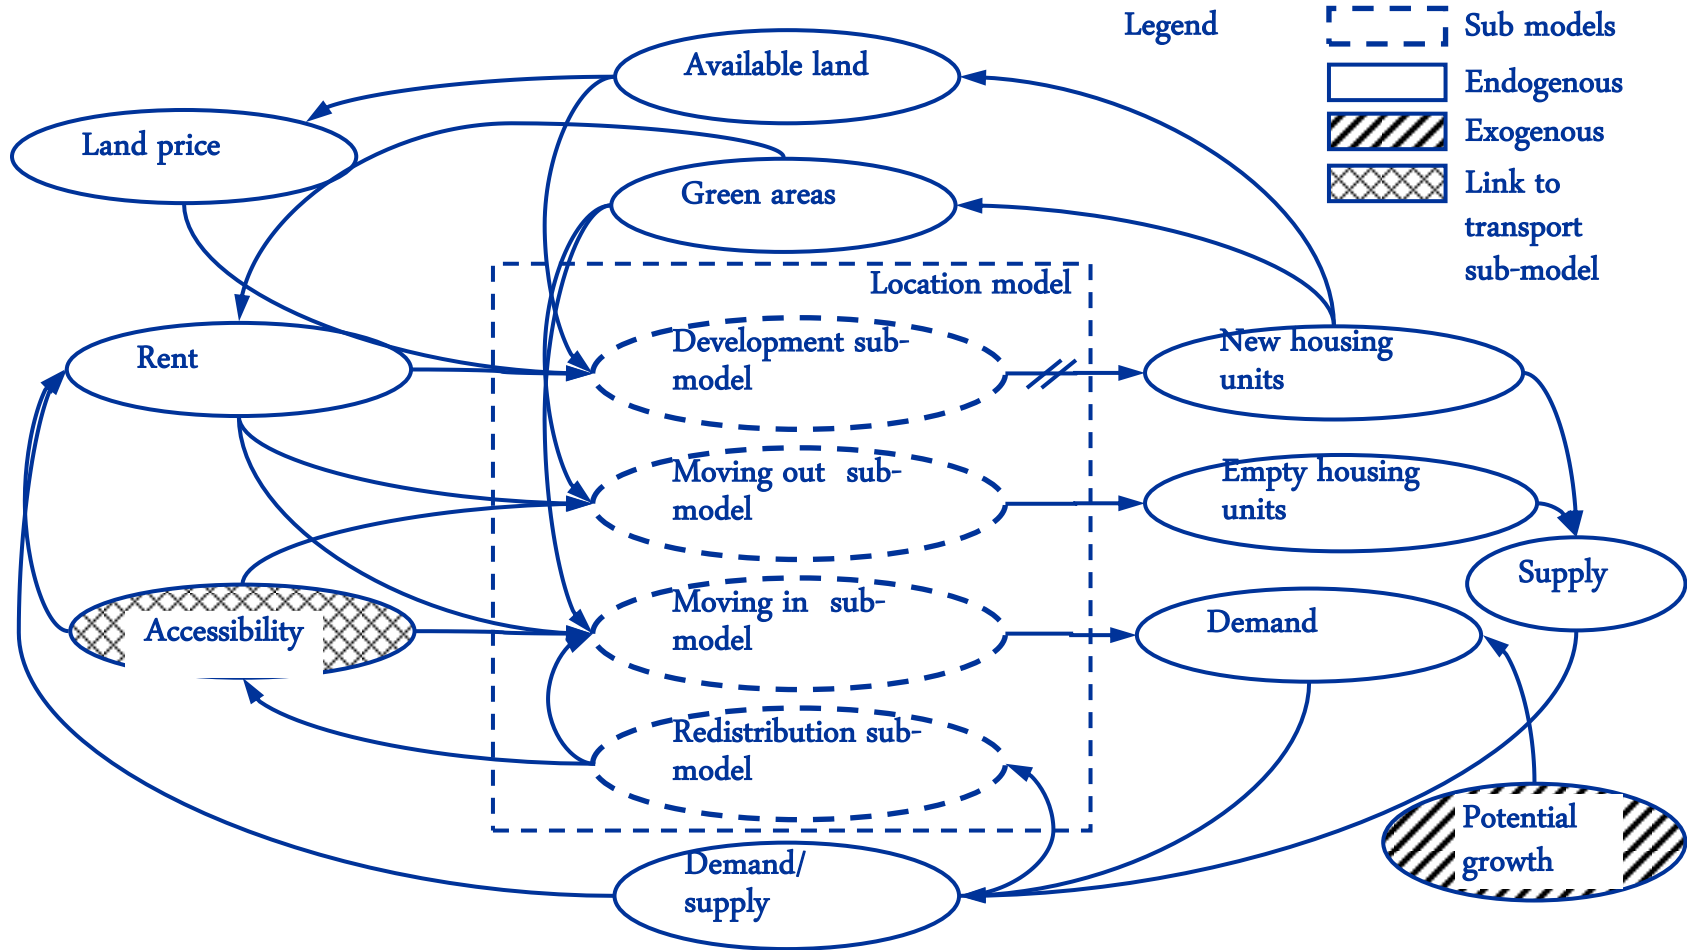 Legend
Sub models
Endogenous
Exogenous
Link to
transport
sub-model
Available land
Land price
Green areas
Location model
Rent
Development sub-
model
New housing
units
Moving out sub-
model
Empty housing
units
Supply
Accessibility
Moving in sub-
model
Demand
Redistribution sub-
model
Potential
growth
Demand/
supply